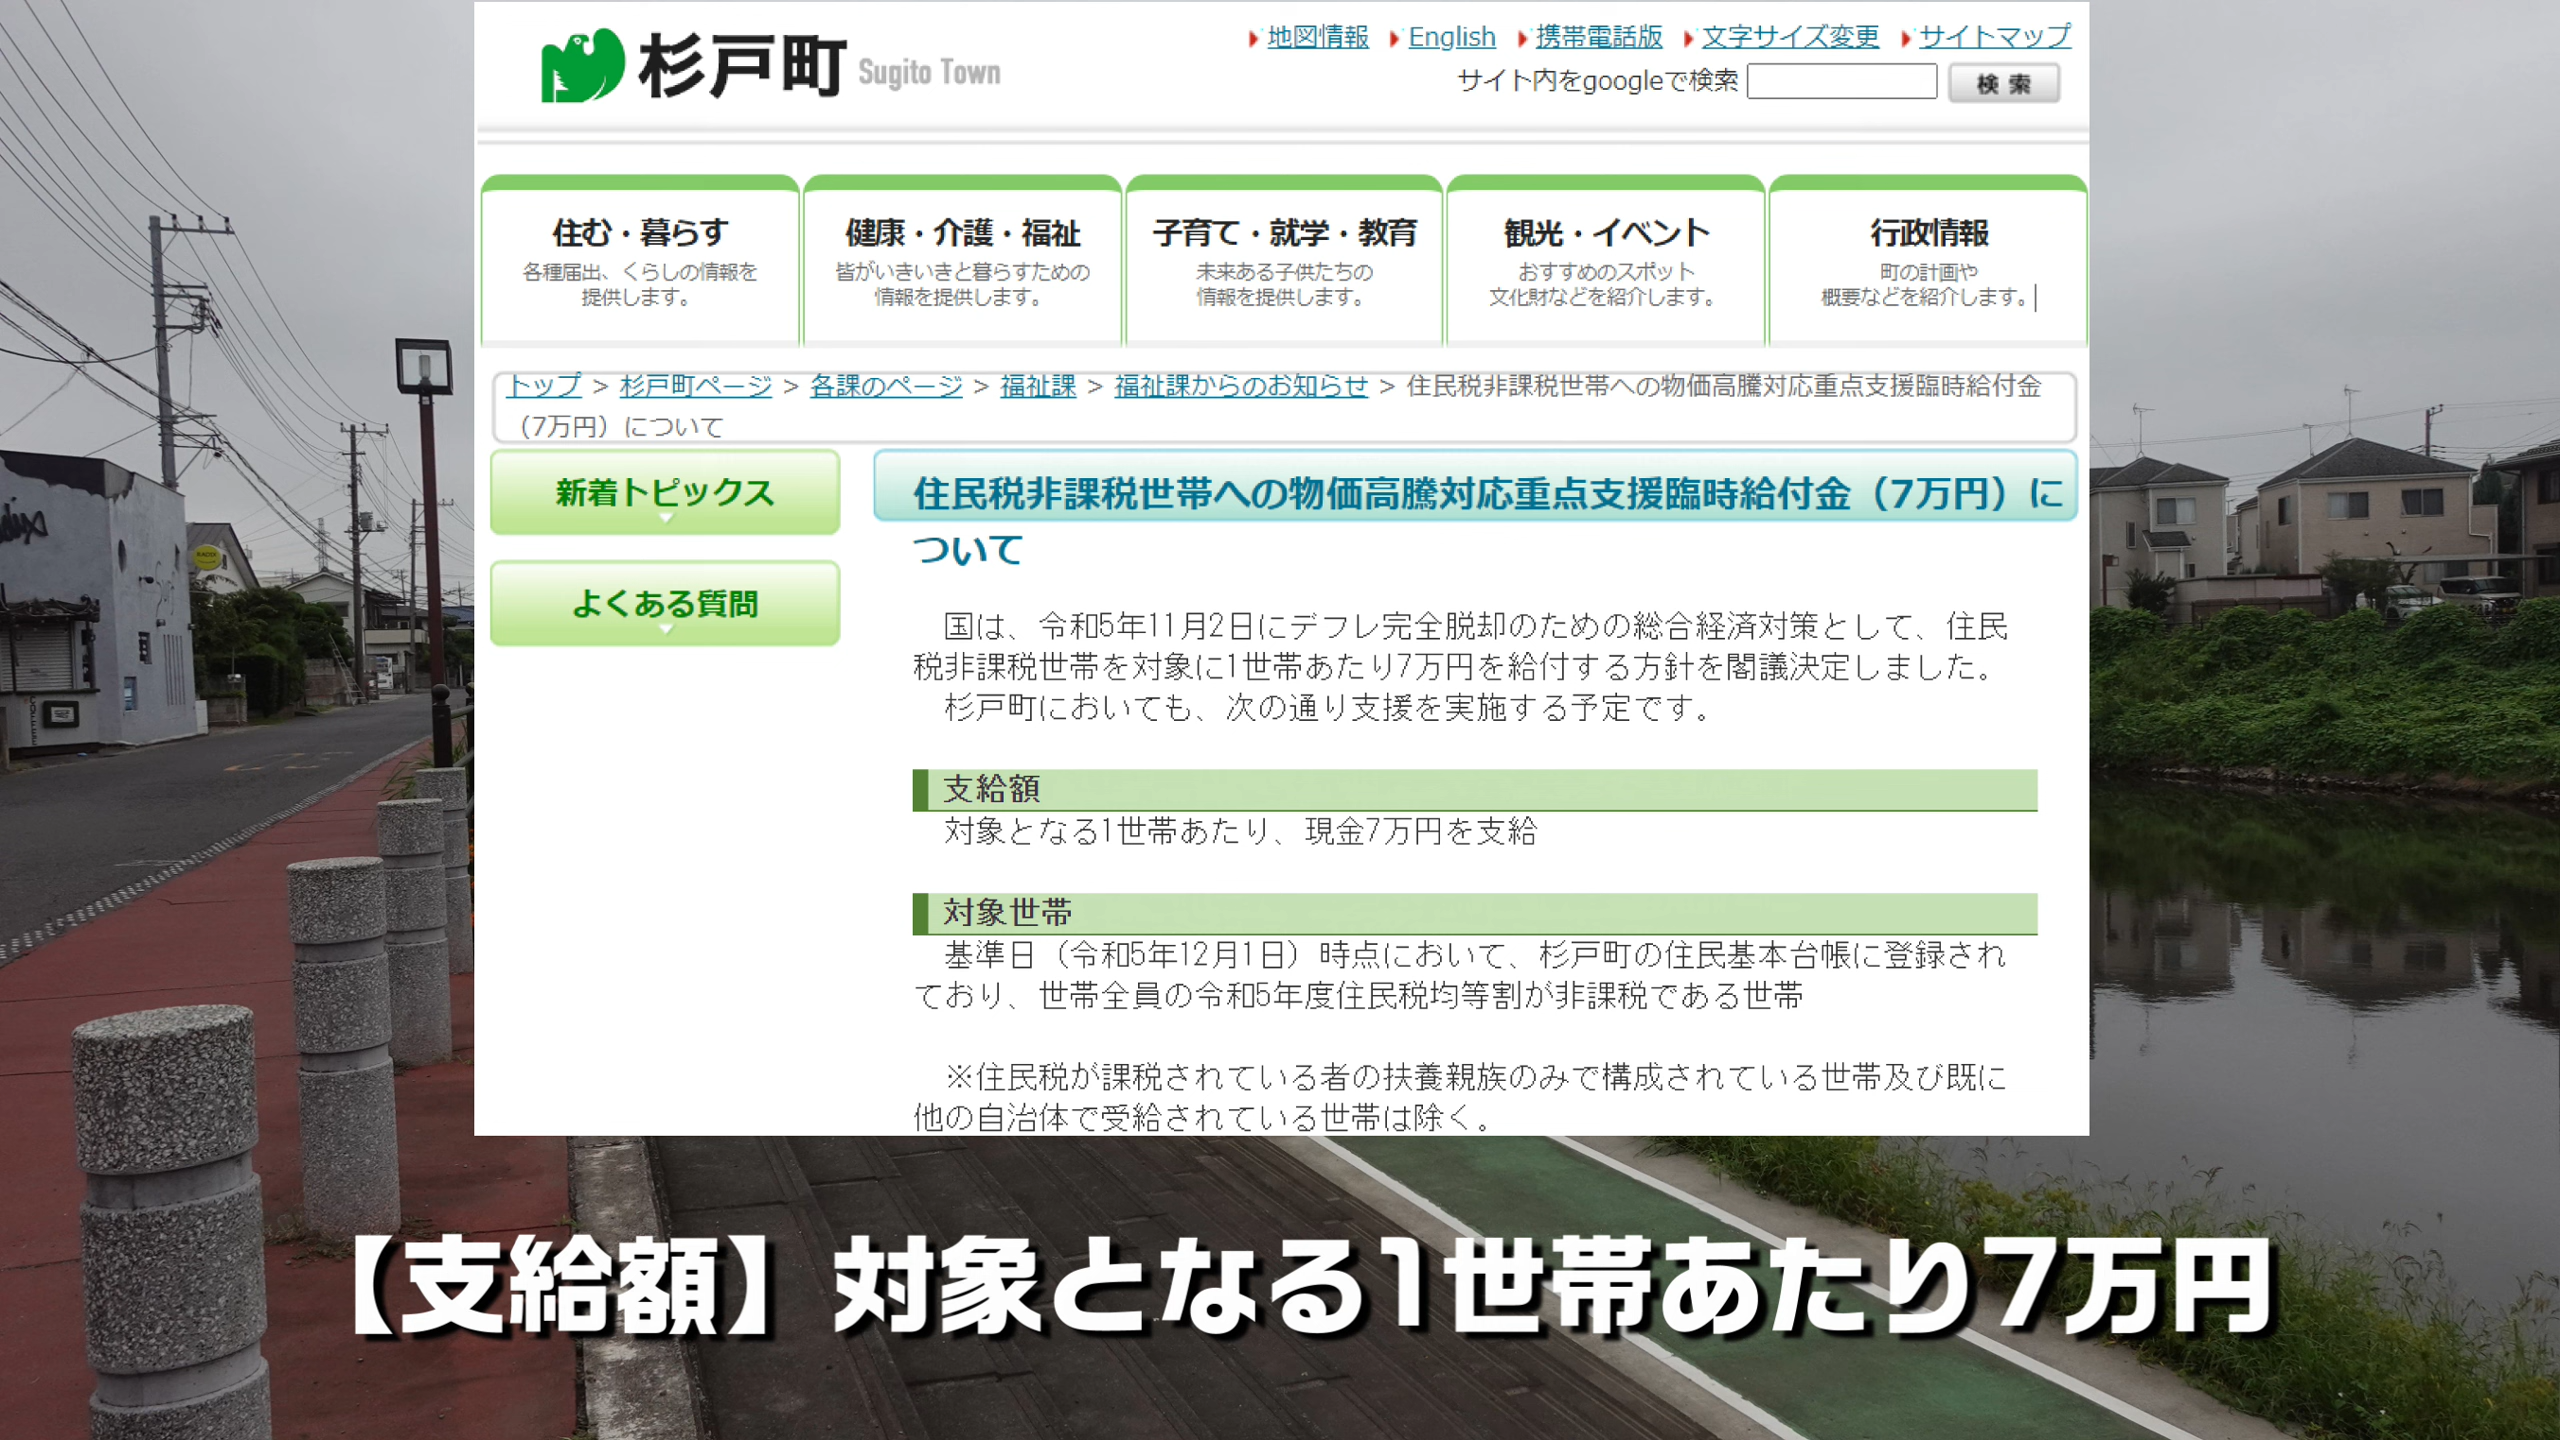 杉戸町 Sugito Town
地図情報 English 携帯電話版 文字サイズ変更 サイトマップ
サイト内をgoogleで検索 検 索
住む・暮らす
各種届出、くらしの情報を
提供します。
健康・介護・福祉
皆がいきいきと暮らすための
情報を提供します。
子育て・就学・教育
未来ある子供たちの
情報を提供します。
観光・イベント
おすすめのスポット
文化財などを紹介します。
行政情報
町の計画や
概要などを紹介します。
トップ > 杉戸町ページ > 各課のページ > 福祉課 > 福祉課からのお知らせ > 住民税非課税世帯への物価高騰対応重点支援臨時給付金
（7万円）について
新着トピックス
よくある質問
住民税非課税世帯への物価高騰対応重点支援臨時給付金（7万円）に
ついて
国は、令和5年11月2日にデフレ完全脱却のための総合経済対策として、住民
税非課税世帯を対象に1世帯あたり7万円を給付する方針を閣議決定しました。
杉戸町においても、次の通り支援を実施する予定です。
支給額
対象となる1世帯あたり、現金7万円を支給
対象世帯
基準日（令和5年12月1日）時点において、杉戸町の住民基本台帳に登録され
ており、世帯全員の令和5年度住民税均等割が非課税である世帯
※住民税が課税されている者の扶養親族のみで構成されている世帯及び既に
他の自治体で受給されている世帯は除く。
【支給額】対象となる1世帯あたり7万円